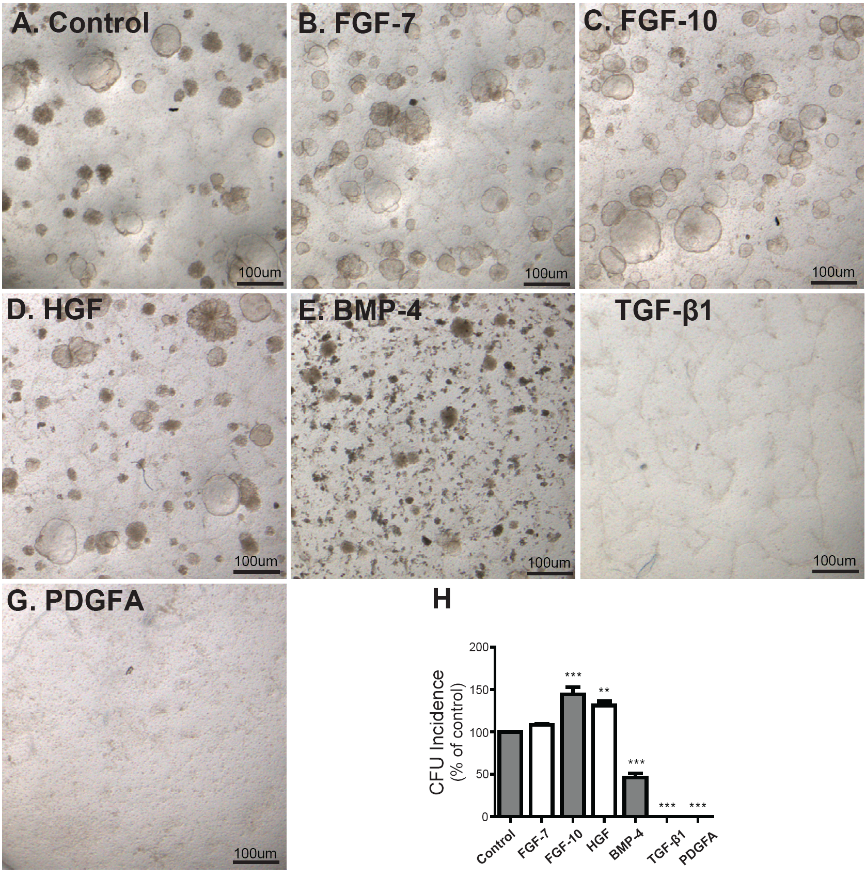 A. Control
B. FGF-7
C. FGF-10
100um
100um
100um
D. HGF
E. BMP-4
TGF-β1
100um
100um
100um
G. PDGFA
100um
H
200
150
100
50
0
CFU Incidence
(% of control)
***
**
***
***
***
Control
FGF-7
FGF-10
HGF
BMP-4
TGF-β1
PDGFA